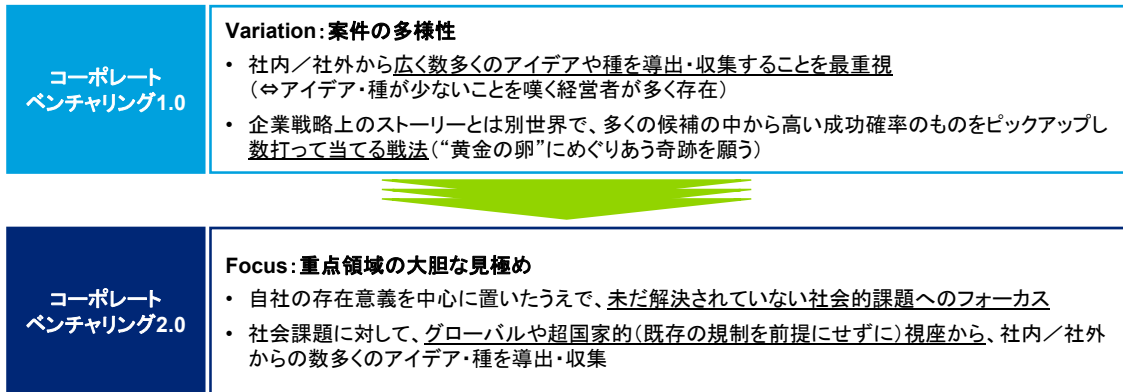 コーポレート
ベンチャリング1.0
Variation:案件の多様性
• 社内/社外から広く数多くのアイデアや種を導出・収集することを最重視
(⇔アイデア・種が少ないことを嘆く経営者が多く存在)
• 企業戦略上のストーリーとは別世界で、多くの候補の中から高い成功確率のものをピックアップし
数打って当てる戦法(“黄金の卵”にめぐりあう奇跡を願う)
コーポレート
ベンチャリング2.0
Focus:重点領域の大胆な見極め
• 自社の存在意義を中心に置いたうえで、未だ解決されていない社会的課題へのフォーカス
• 社会課題に対して、グローバルや超国家的(既存の規制を前提にせずに)視座から、社内/社外
からの数多くのアイデア・種を導出・収集